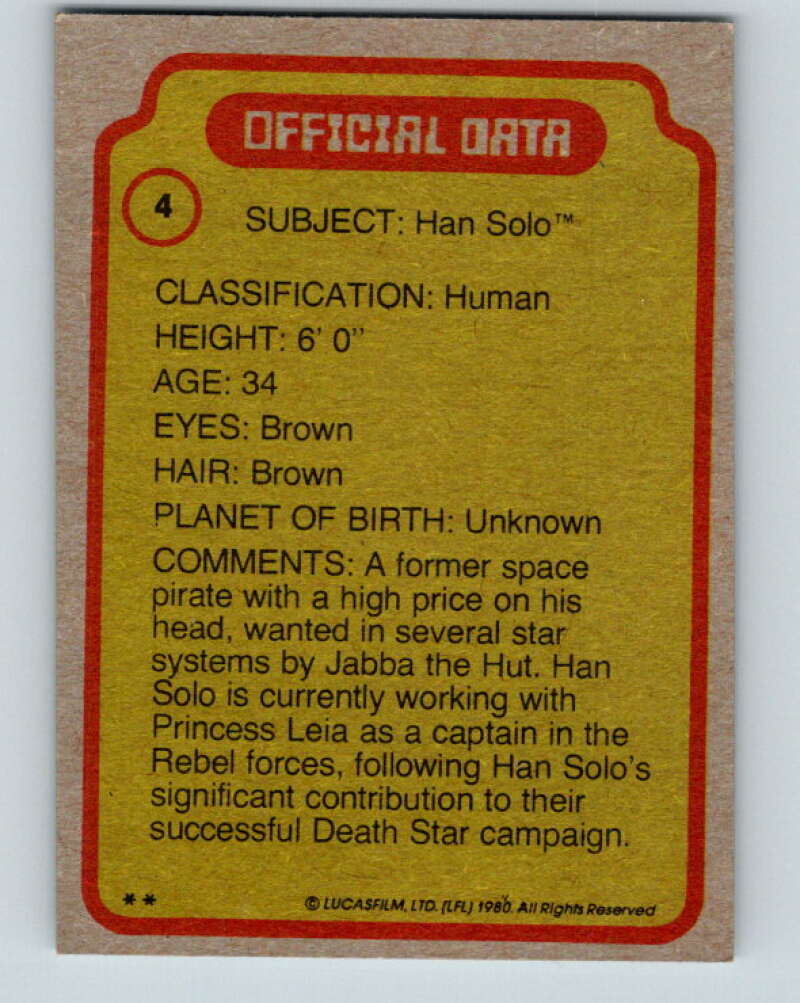 OFFICIAL DATA
4
SUBJECT: Han Solo™
CLASSIFICATION: Human
HEIGHT: 6' 0"
AGE: 34
EYES: Brown
HAIR: Brown
PLANET OF BIRTH: Unknown
COMMENTS: A former space
pirate with a high price on his
head, wanted in several star
systems by Jabba the Hut. Han
Solo is currently working with
Princess Leia as a captain in the
Rebel forces, following Han Solo's
significant contribution to their
successful Death Star campaign.
** © LUCASFILM, LTD. (LFL) 1980. All Rights Reserved